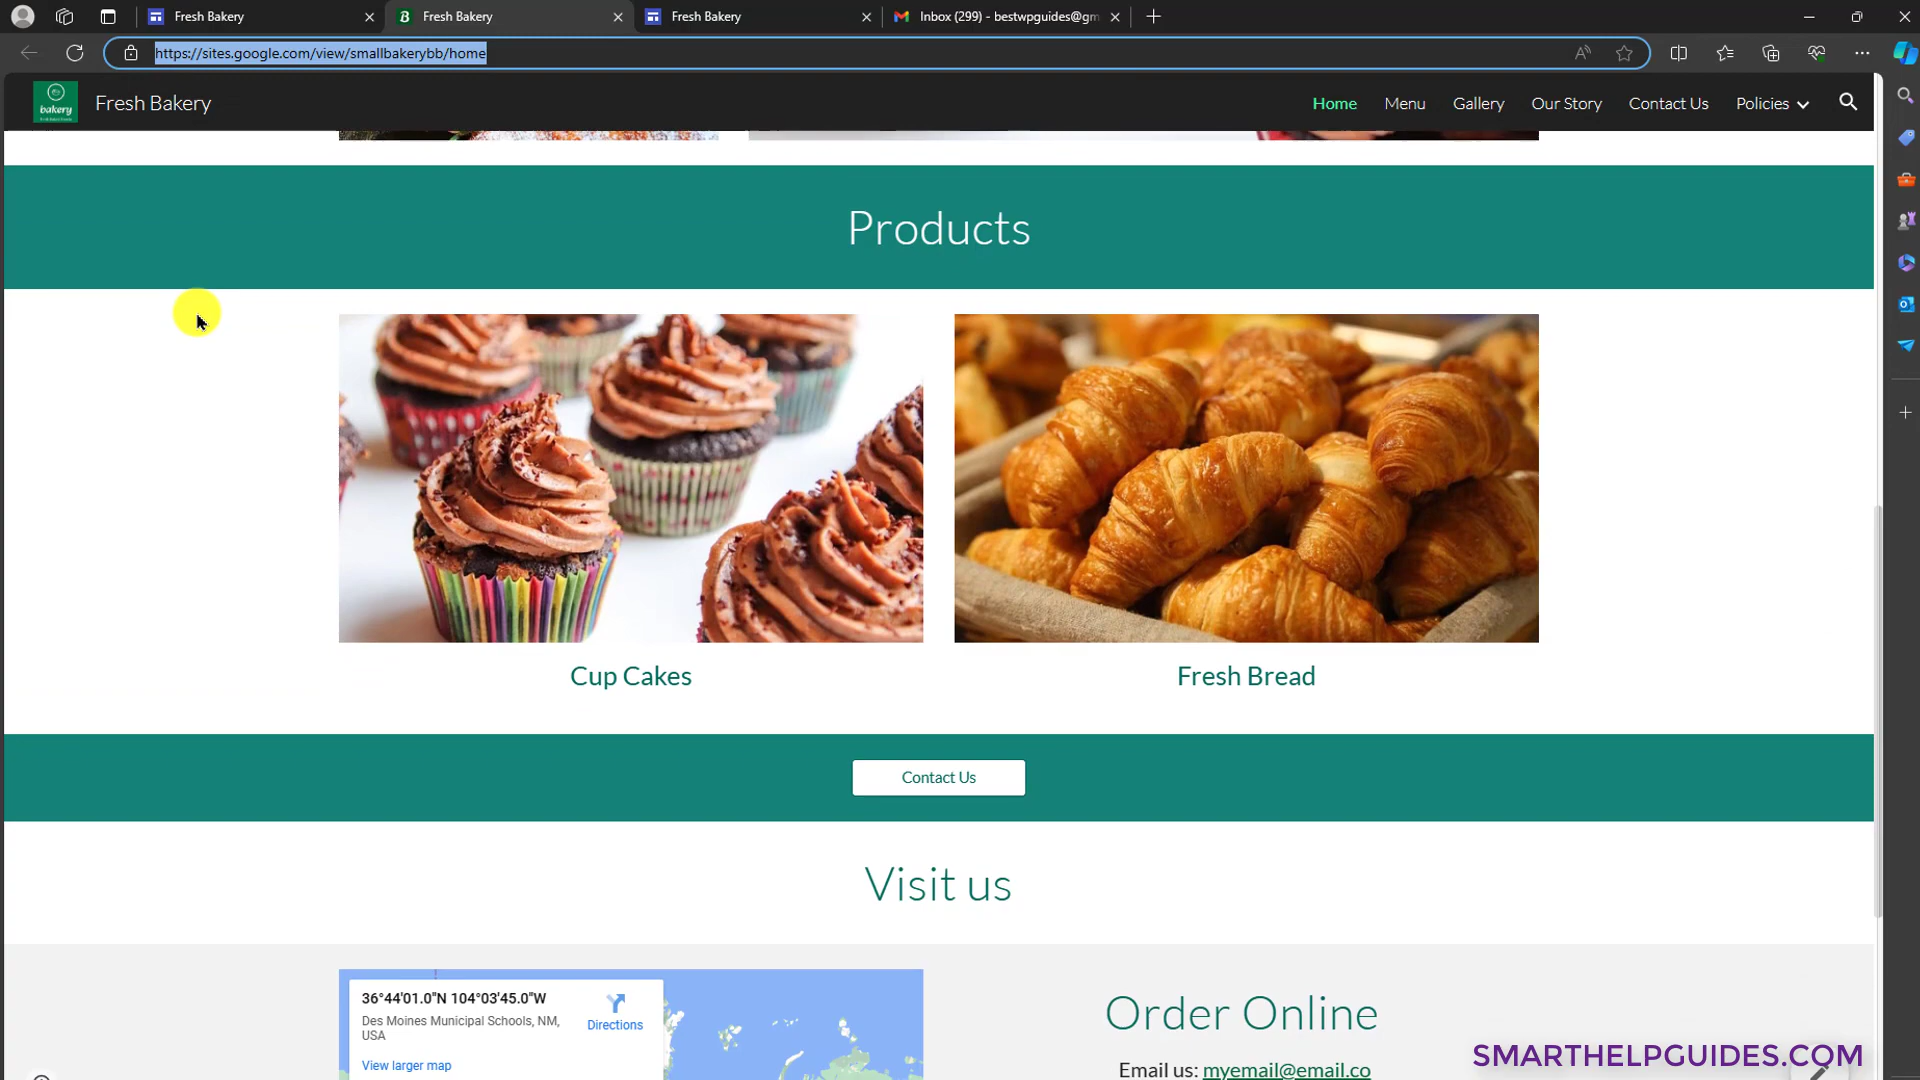 Fresh Bakery
Fresh Bakery
Fresh Bakery
Inbox (299) - bestwpguides@gm
https://sites.google.com/view/smallbakerybb/home
bakery
Fresh Bakery
Home
Menu
Gallery
Our Story
Contact Us
Policies
Products
Cup Cakes
Fresh Bread
Contact Us
Visit us
36°44'01.0"N 104°03'45.0"W
Des Moines Municipal Schools, NM,
USA
Directions
View larger map
Order Online
Email us: myemail@email.co
SMARTHELPGUIDES.COM